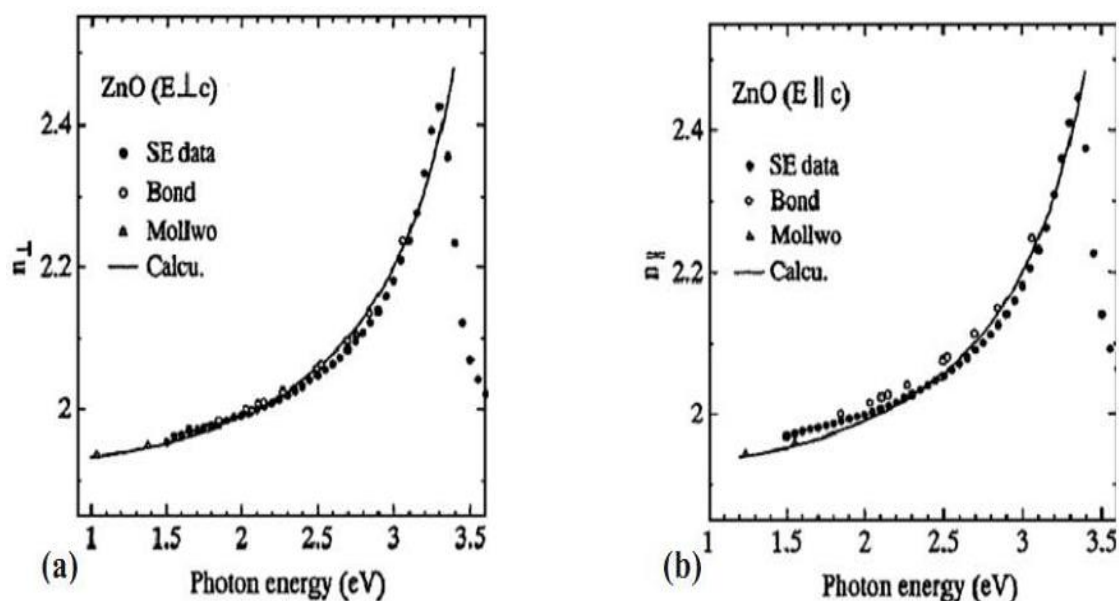 ZnO (E⊥c)
SE data
Bond
Mollwo
Calcu.
n⊥
2.4
2.2
2
1 1.5 2 2.5 3 3.5
Photon energy (eV)
(a)
ZnO (E∥c)
SE data
Bond
Mollwo
Calcu.
n∥
2.4
2.2
2
1 1.5 2 2.5 3 3.5
Photon energy (eV)
(b)